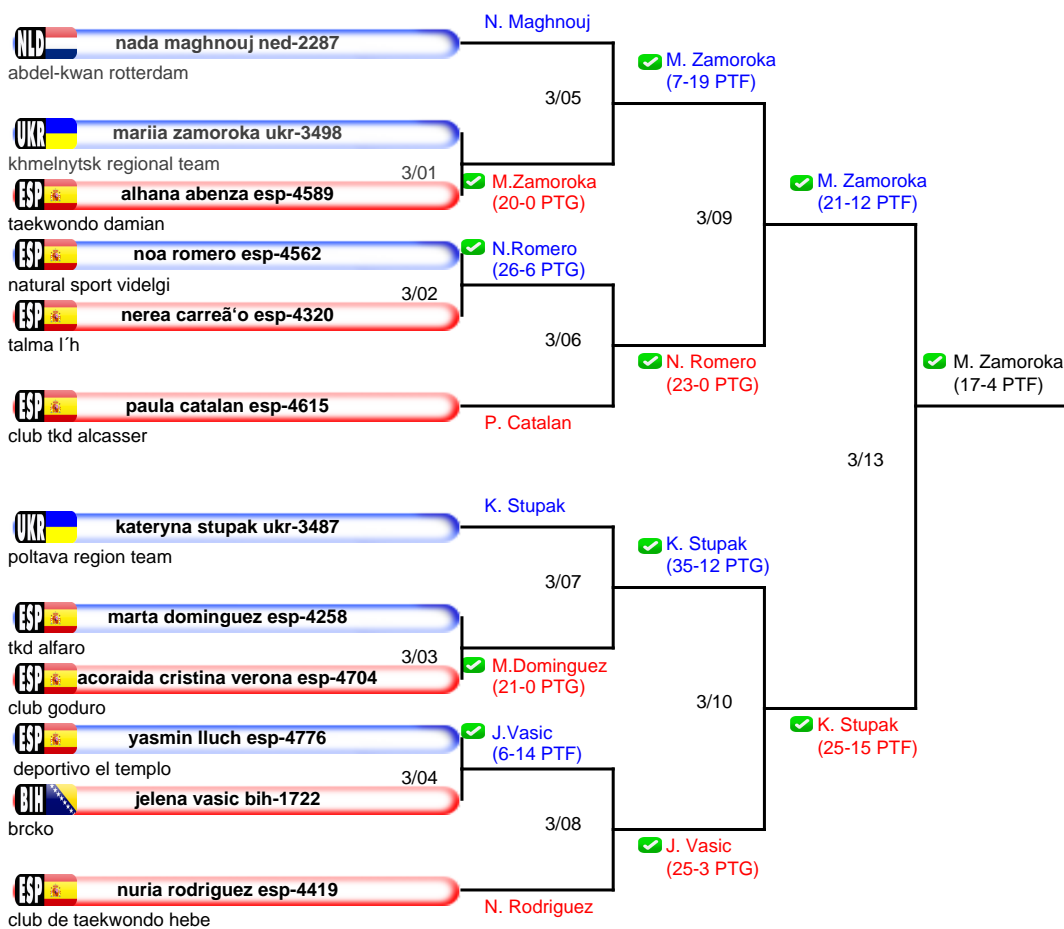 N. Maghnouj
NLD nada maghnouj ned-2287
abdel-kwan rotterdam
M. Zamoroka
(7-19 PTF)
3/05
UKR mariia zamoroka ukr-3498
khmelnytsk regional team
3/01
ESP alhana abenza esp-4589
taekwondo damian
M.Zamoroka
(20-0 PTG)
M. Zamoroka
(21-12 PTF)
3/09
ESP noa romero esp-4562
natural sport videlgi
N.Romero
(26-6 PTG)
3/02
ESP nerea carreã‘o esp-4320
talma l´h
3/06
N. Romero
(23-0 PTG)
M. Zamoroka
(17-4 PTF)
ESP paula catalan esp-4615
club tkd alcasser
P. Catalan
3/13
K. Stupak
UKR kateryna stupak ukr-3487
poltava region team
K. Stupak
(35-12 PTG)
3/07
ESP marta dominguez esp-4258
tkd alfaro
3/03
ESP acoraida cristina verona esp-4704
club goduro
M.Dominguez
(21-0 PTG)
3/10
ESP yasmin lluch esp-4776
deportivo el templo
J.Vasic
(6-14 PTF)
K. Stupak
(25-15 PTF)
3/04
BIH jelena vasic bih-1722
brcko
3/08
J. Vasic
(25-3 PTG)
ESP nuria rodriguez esp-4419
club de taekwondo hebe
N. Rodriguez